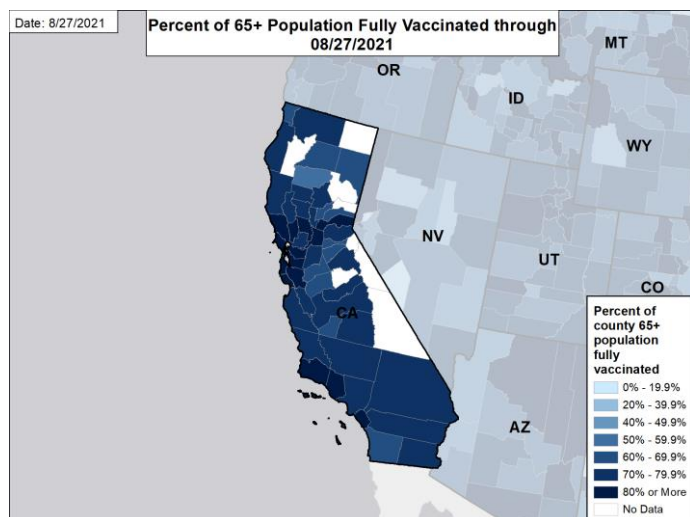 Date: 8/27/2021
Percent of 65+ Population Fully Vaccinated through
08/27/2021
MT
OR
ID
WY
NV
UT
CO
CA
AZ
Percent of
county 65+
population
fully
vaccinated
0% - 19.9%
20% - 39.9%
40% - 49.9%
50% - 59.9%
60% - 69.9%
70% - 79.9%
80% or More
No Data